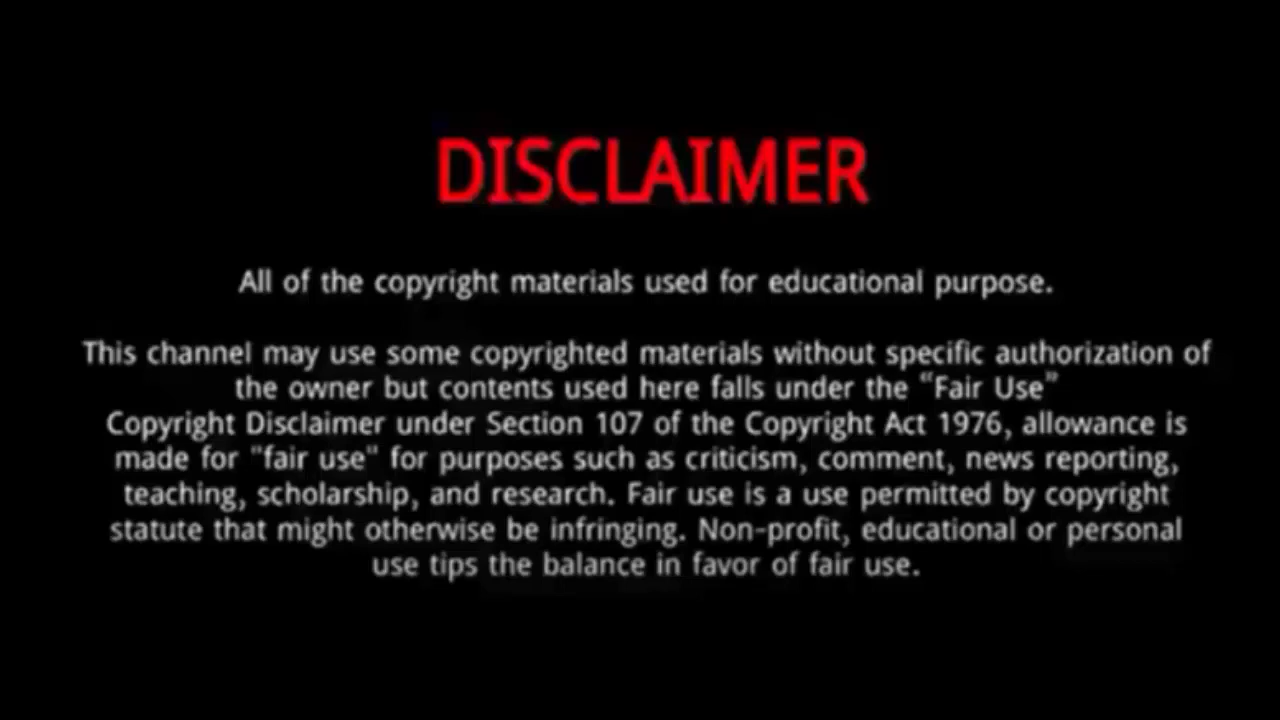 DISCLAIMER
All of the copyright materials used for educational purpose.
This channel may use some copyrighted materials without specific authorization of
the owner but contents used here falls under the “Fair Use”
Copyright Disclaimer under Section 107 of the Copyright Act 1976, allowance is
made for "fair use" for purposes such as criticism, comment, news reporting,
teaching, scholarship, and research. Fair use is a use permitted by copyright
statute that might otherwise be infringing. Non-profit, educational or personal
use tips the balance in favor of fair use.